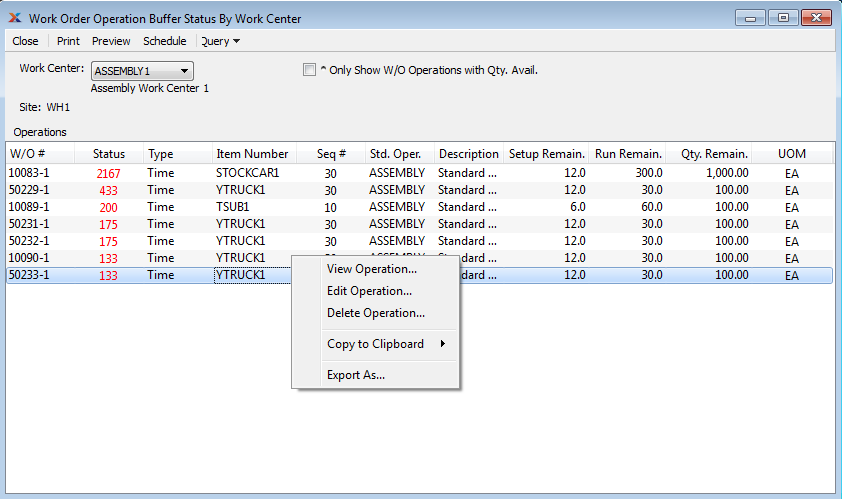 Work Order Operation Buffer Status By Work Center
Close Print Preview Schedule Query
Work Center: ASSEMBLY1 ^ Only Show W/O Operations with Qty. Avail.
Assembly Work Center 1
Site: WH1
Operations
W/O # Status Type Item Number Seq # Std. Oper. Description Setup Remain. Run Remain. Qty. Remain. UOM
10083-1 2167 Time STOCKCAR1 30 ASSEMBLY Standard ... 12.0 300.0 1,000.00 EA
50229-1 433 Time YTRUCK1 30 ASSEMBLY Standard ... 12.0 30.0 100.00 EA
10089-1 200 Time TSUB1 10 ASSEMBLY Standard ... 6.0 60.0 100.00 EA
50231-1 175 Time YTRUCK1 30 ASSEMBLY Standard ... 12.0 30.0 100.00 EA
50232-1 175 Time YTRUCK1 30 ASSEMBLY Standard ... 12.0 30.0 100.00 EA
10090-1 133 Time YTRUCK1 ... 12.0 30.0 100.00 EA
50233-1 133 Time YTRUCK1 ... 12.0 30.0 100.00 EA
View Operation...
Edit Operation...
Delete Operation...
Copy to Clipboard
Export As...